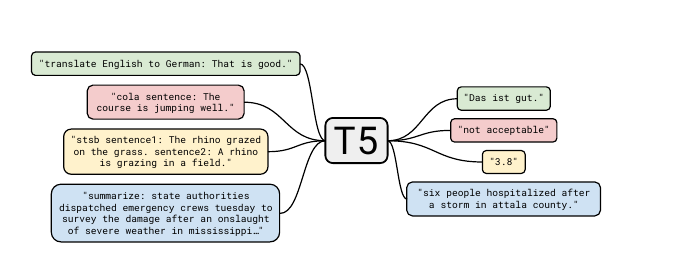 "translate English to German: That is good."
"cola sentence: The
course is jumping well."
"stsb sentence1: The rhino grazed
on the grass. sentence2: A rhino
is grazing in a field."
"summarize: state authorities
dispatched emergency crews tuesday to
survey the damage after an onslaught
of severe weather in mississippi…"
T5
"Das ist gut."
"not acceptable"
"3.8"
"six people hospitalized after
a storm in attala county."